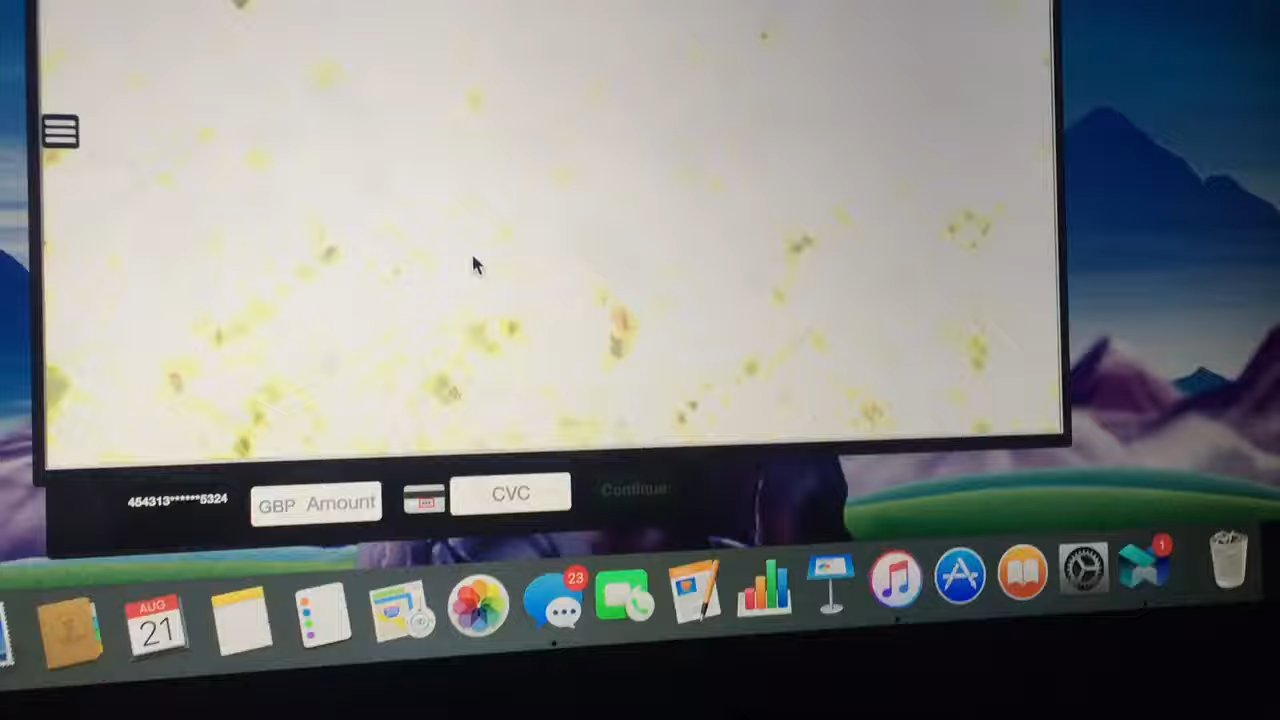 454313******5324
GBP Amount
CVC
Continue
AUG
21
23
1